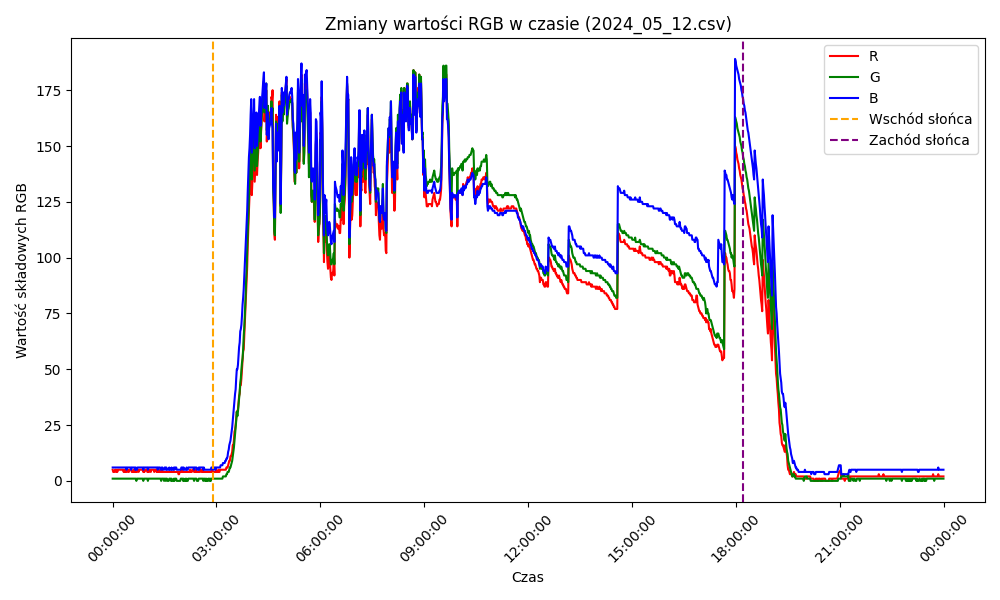 Zmiany wartości RGB w czasie (2024_05_12.csv)
R
G
B
Wschód słońca
Zachód słońca
Wartość składowych RGB
175
150
125
100
75
50
25
0
00:00:00
03:00:00
06:00:00
09:00:00
12:00:00
15:00:00
18:00:00
21:00:00
00:00:00
Czas